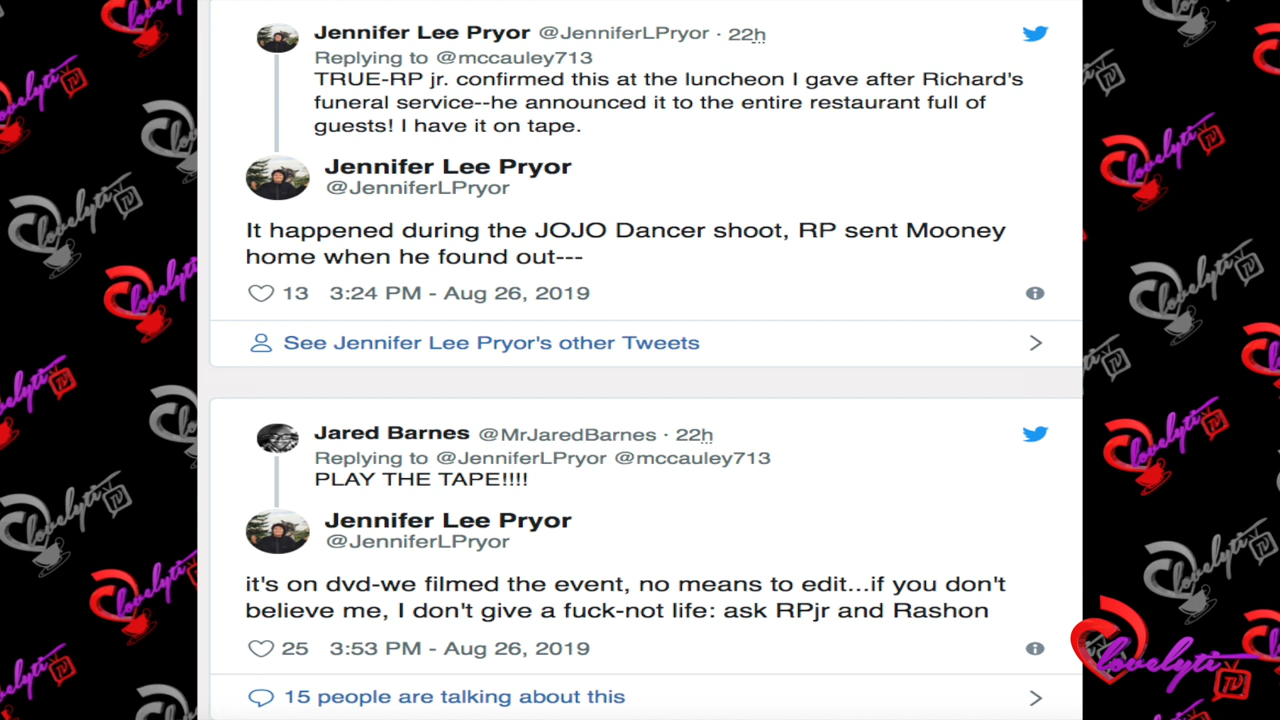 Jennifer Lee Pryor @JenniferLPryor · 22h
Replying to @mccauley713
TRUE-RP jr. confirmed this at the luncheon I gave after Richard's
funeral service--he announced it to the entire restaurant full of
guests! I have it on tape.
Jennifer Lee Pryor
@JenniferLPryor
It happened during the JOJO Dancer shoot, RP sent Mooney
home when he found out---
13 3:24 PM - Aug 26, 2019
See Jennifer Lee Pryor's other Tweets
Jared Barnes @MrJaredBarnes · 22h
Replying to @JenniferLPryor @mccauley713
PLAY THE TAPE!!!!
Jennifer Lee Pryor
@JenniferLPryor
it's on dvd-we filmed the event, no means to edit...if you don't
believe me, I don't give a fuck-not life: ask RPjr and Rashon
25 3:53 PM - Aug 26, 2019
15 people are talking about this
lovelyti TV